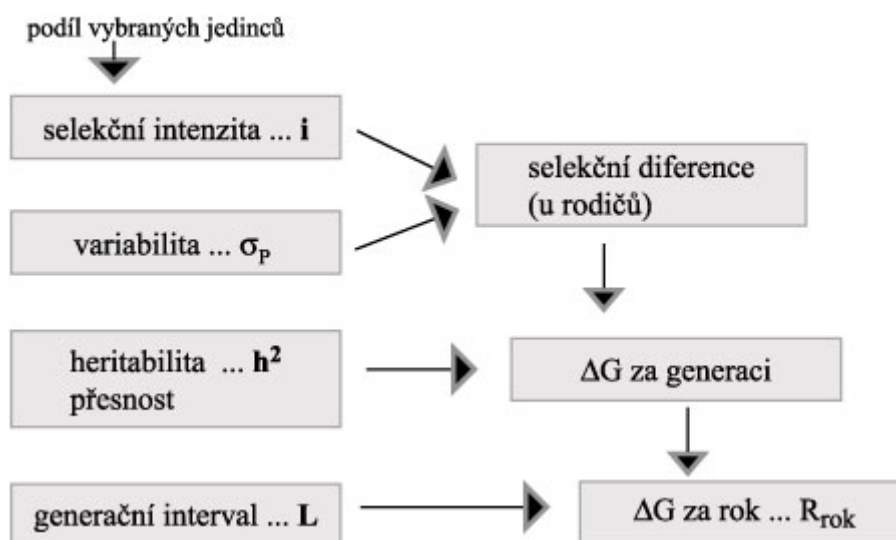 podíl vybraných jedinců
selekční intenzita ... i
selekční diference
(u rodičů)
variabilita ... σₚ
heritabilita ... h²
přesnost
ΔG za generaci
generační interval ... L
ΔG za rok ... Rrok